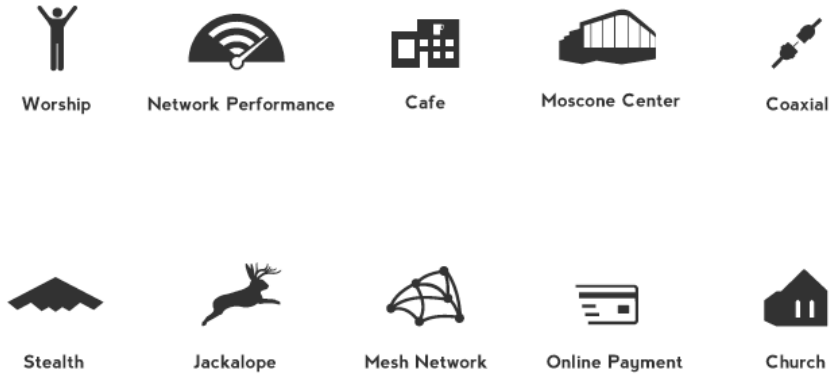 Worship
Network Performance
Cafe
Moscone Center
Coaxial
Stealth
Jackalope
Mesh Network
Online Payment
Church